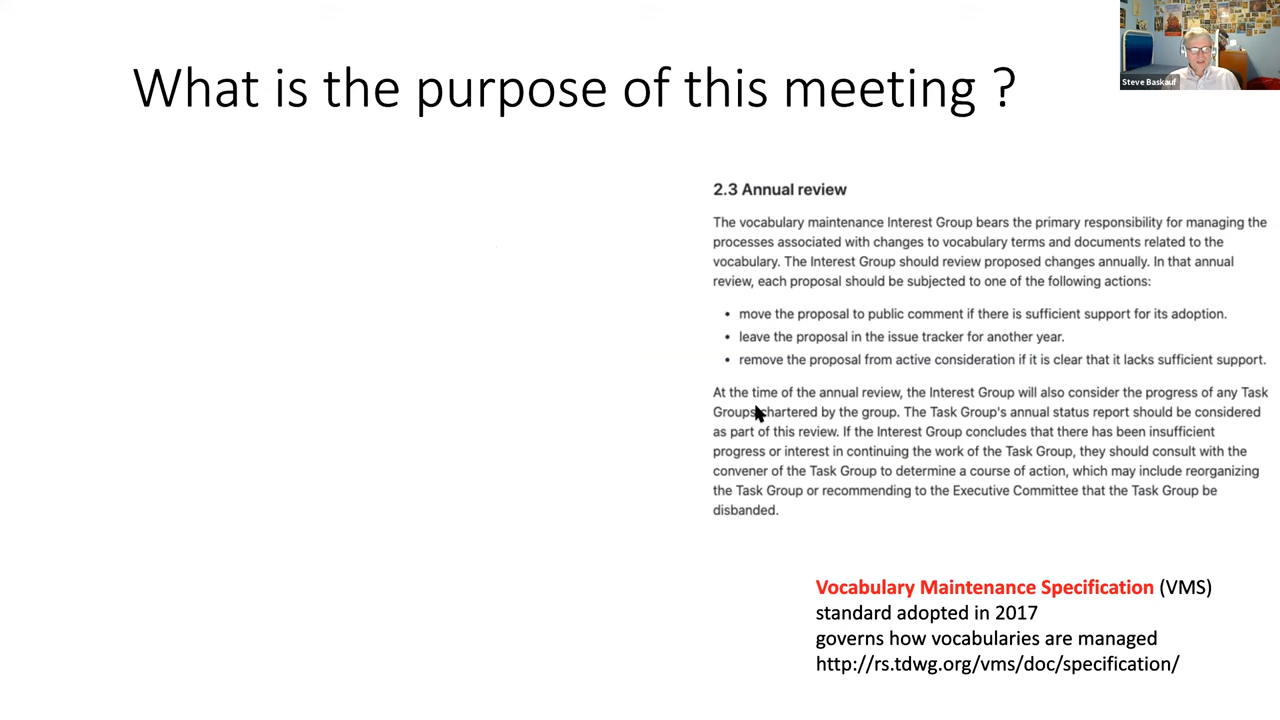 What is the purpose of this meeting ?
Steve Baskauf
2.3 Annual review
The vocabulary maintenance Interest Group bears the primary responsibility for managing the
processes associated with changes to vocabulary terms and documents related to the
vocabulary. The Interest Group should review proposed changes annually. In that annual
review, each proposal should be subjected to one of the following actions:
• move the proposal to public comment if there is sufficient support for its adoption.
• leave the proposal in the issue tracker for another year.
• remove the proposal from active consideration if it is clear that it lacks sufficient support.
At the time of the annual review, the Interest Group will also consider the progress of any Task
Groups chartered by the group. The Task Group's annual status report should be considered
as part of this review. If the Interest Group concludes that there has been insufficient
progress or interest in continuing the work of the Task Group, they should consult with the
convener of the Task Group to determine a course of action, which may include reorganizing
the Task Group or recommending to the Executive Committee that the Task Group be
disbanded.
Vocabulary Maintenance Specification (VMS)
standard adopted in 2017
governs how vocabularies are managed
http://rs.tdwg.org/vms/doc/specification/